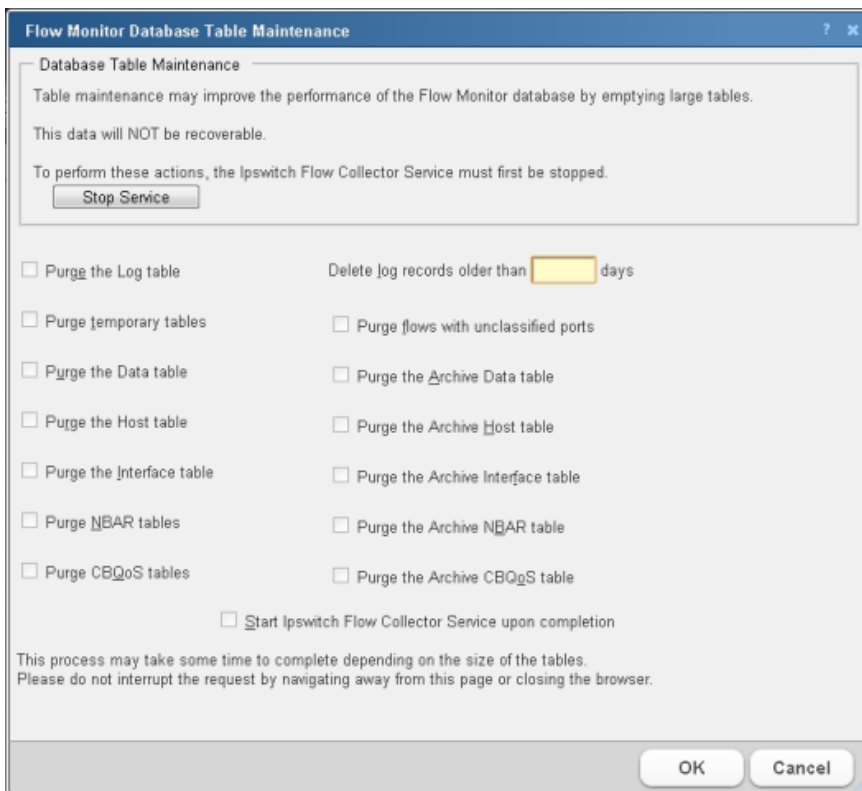 Flow Monitor Database Table Maintenance ? x
Database Table Maintenance
Table maintenance may improve the performance of the Flow Monitor database by emptying large tables.
This data will NOT be recoverable.
To perform these actions, the Ipswitch Flow Collector Service must first be stopped.
Stop Service
Purge the Log table
Delete log records older than days
Purge temporary tables
Purge flows with unclassified ports
Purge the Data table
Purge the Archive Data table
Purge the Host table
Purge the Archive Host table
Purge the Interface table
Purge the Archive Interface table
Purge NBAR tables
Purge the Archive NBAR table
Purge CBQoS tables
Purge the Archive CBQoS table
Start Ipswitch Flow Collector Service upon completion
This process may take some time to complete depending on the size of the tables.
Please do not interrupt the request by navigating away from this page or closing the browser.
OK
Cancel